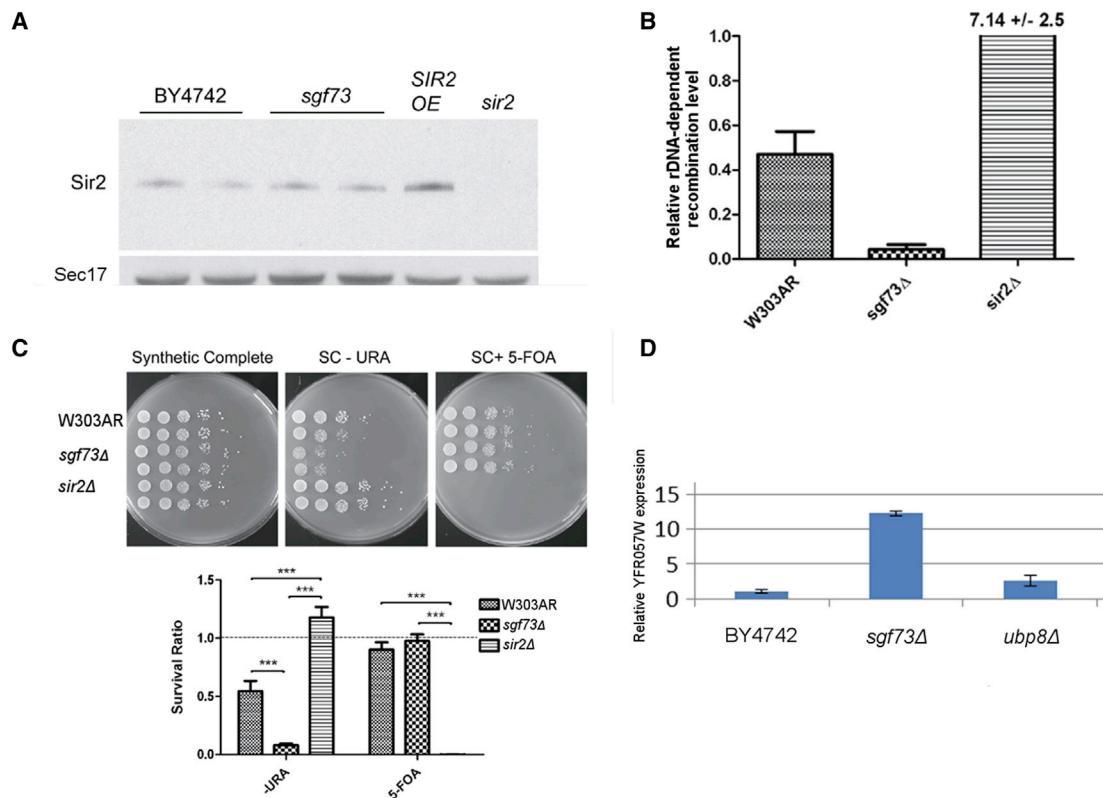 A
BY4742
sgf73
SIR2
OE
sir2
Sir2
Sec17
B
7.14 +/- 2.5
Relative rDNA-dependent
recombination level
1.0
0.8
0.6
0.4
0.2
0.0
W303AR
sgf73Δ
sir2Δ
C
Synthetic Complete
SC - URA
SC+ 5-FOA
W303AR
sgf73Δ
sir2Δ
Survival Ratio
1.5
1.0
0.5
0.0
***
***
***
***
***
W303AR
sgf73Δ
sir2Δ
-URA
5-FOA
D
Relative YFR057W expression
15
10
5
0
BY4742
sgf73Δ
ubp8Δ